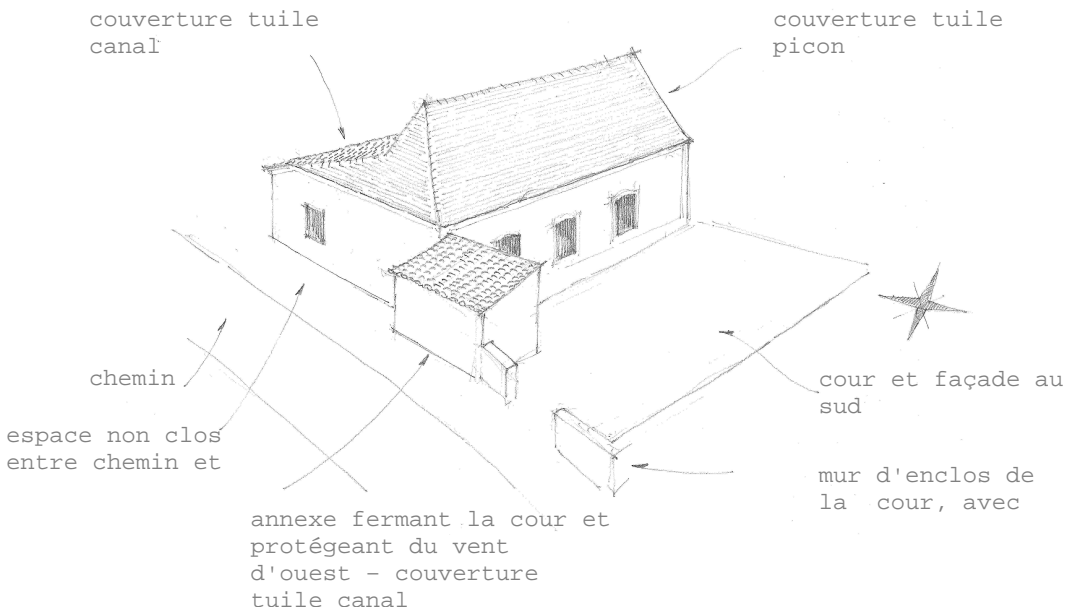 couverture tuile
canal
couverture tuile
picon
chemin
cour et façade au
sud
espace non clos
entre chemin et
mur d'enclos de
la cour, avec
annexe fermant la cour et
protégeant du vent
d'ouest – couverture
tuile canal